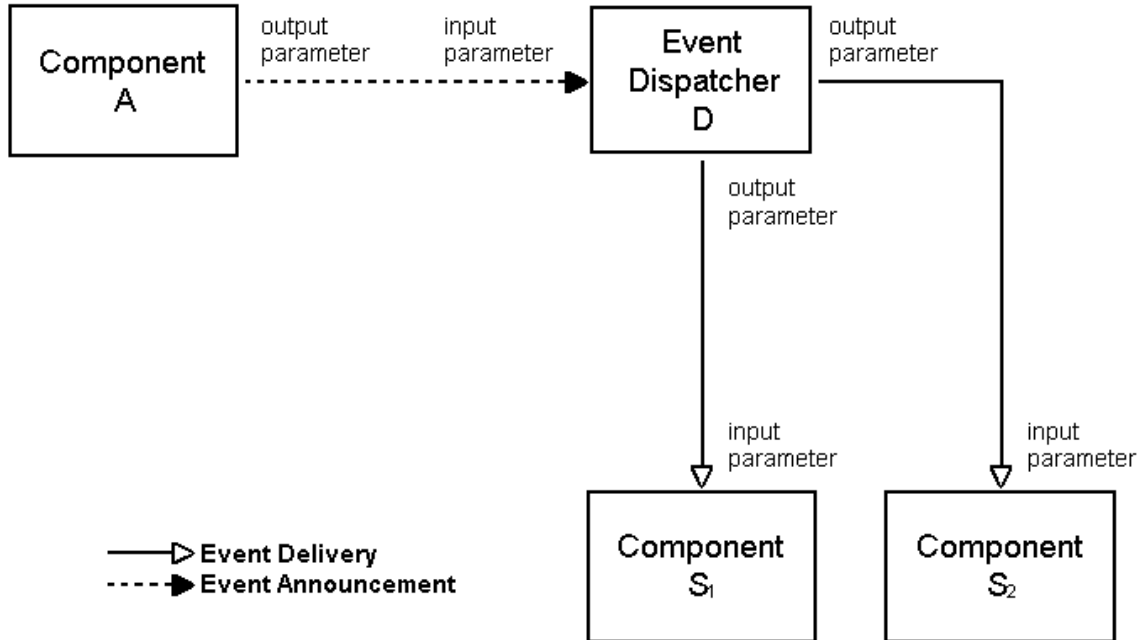 Component
A
output
parameter
input
parameter
Event
Dispatcher
D
output
parameter
output
parameter
input
parameter
input
parameter
Component
S₁
Component
S₂
Event Delivery
Event Announcement